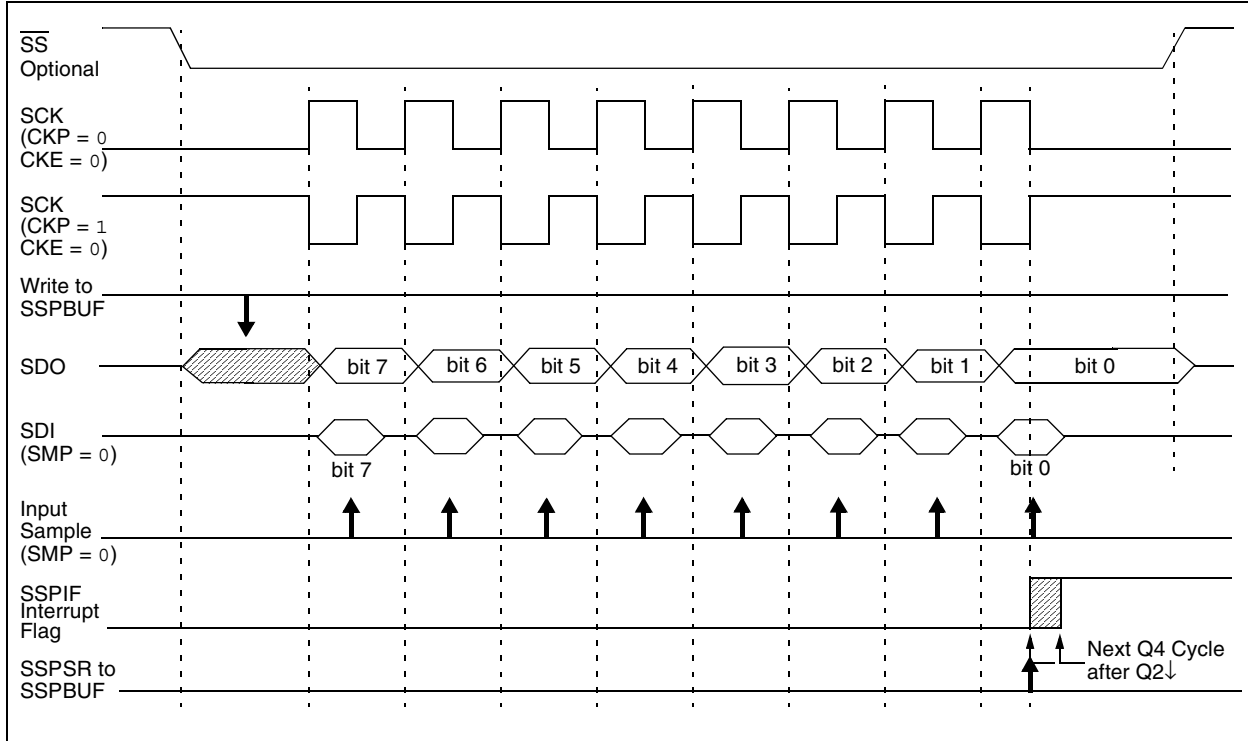 SS
Optional
SCK
(CKP = 0
CKE = 0)
SCK
(CKP = 1
CKE = 0)
Write to
SSPBUF
SDO
bit 7
bit 6
bit 5
bit 4
bit 3
bit 2
bit 1
bit 0
SDI
(SMP = 0)
bit 7
bit 0
Input
Sample
(SMP = 0)
SSPIF
Interrupt
Flag
Next Q4 Cycle
after Q2↓
SSPSR to
SSPBUF